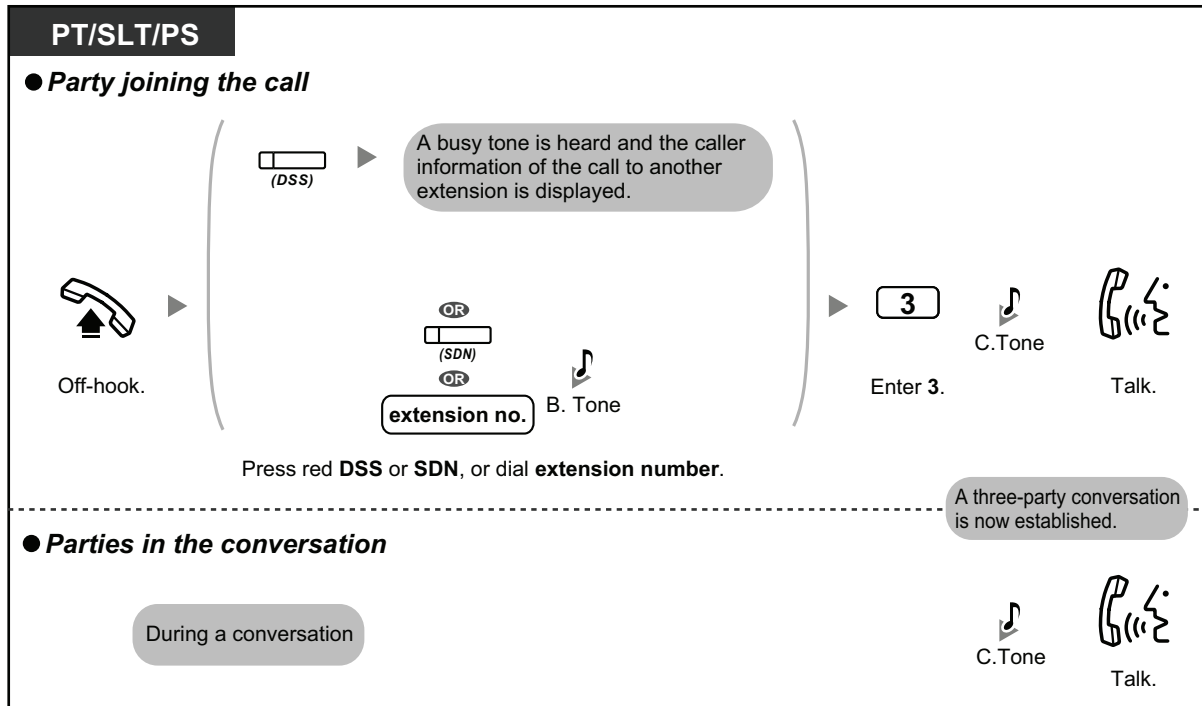 PT/SLT/PS
● Party joining the call
(DSS)
A busy tone is heard and the caller
information of the call to another
extension is displayed.
OR
(SDN)
OR
extension no.
B. Tone
Off-hook.
3
C.Tone
Enter 3.
Talk.
Press red DSS or SDN, or dial extension number.
A three-party conversation
is now established.
● Parties in the conversation
During a conversation
C.Tone
Talk.